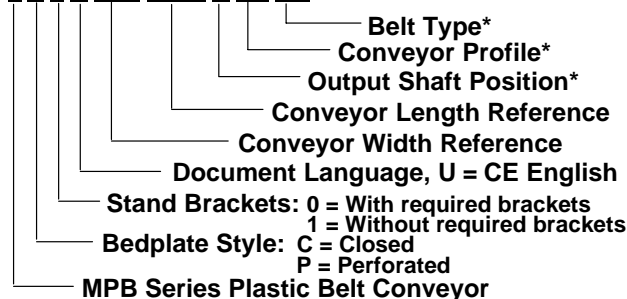 Belt Type*
Conveyor Profile*
Output Shaft Position*
Conveyor Length Reference
Conveyor Width Reference
Document Language, U = CE English
Stand Brackets: 0 = With required brackets
1 = Without required brackets
Bedplate Style: C = Closed
P = Perforated
MPB Series Plastic Belt Conveyor